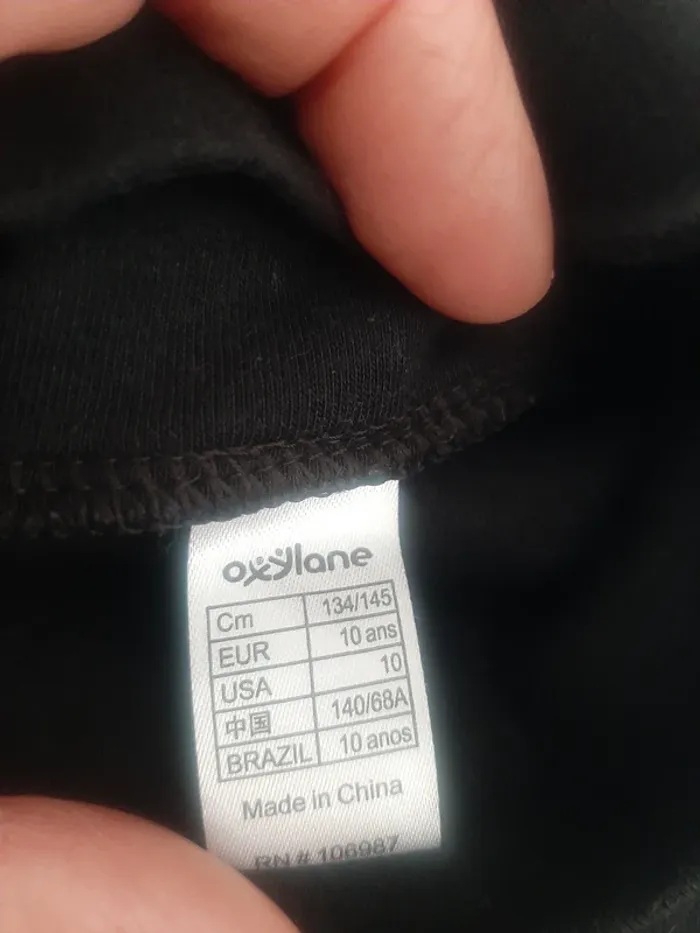 oxylane
Cm 134/145
EUR 10 ans
USA 10
中国 140/68A
BRAZIL 10 anos
Made in China
RN # 106987